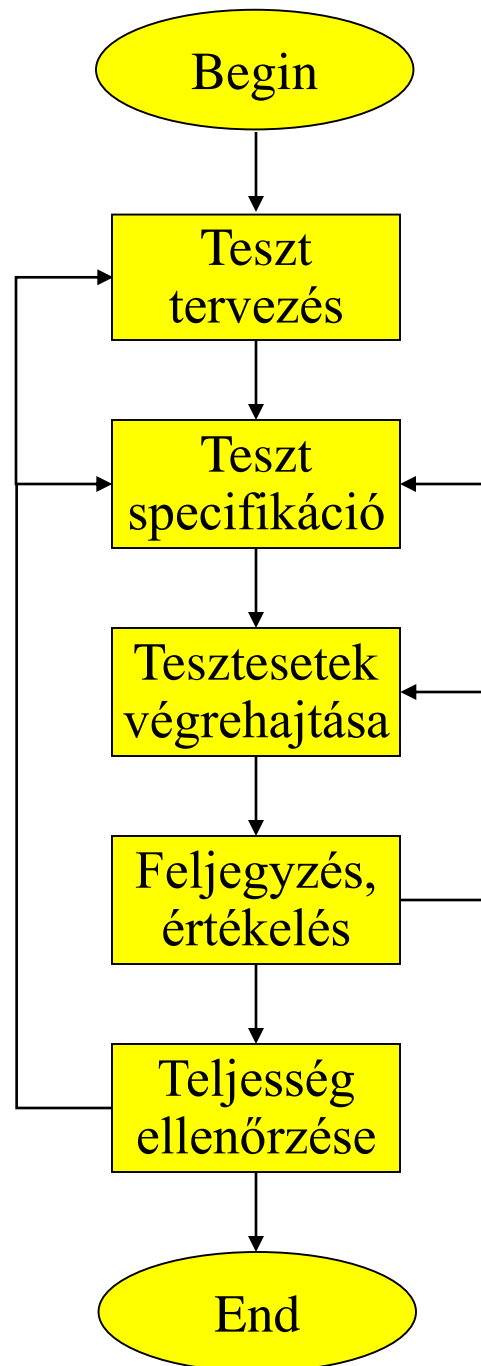 Begin
Teszt
tervezés
Teszt
specifikáció
Tesztesetek
végrehajtása
Feljegyzés,
értékelés
Teljesség
ellenőrzése
End